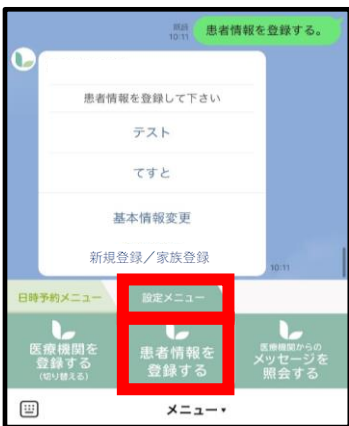 既読
10:11
患者情報を登録する。
患者情報を登録して下さい
テスト
てすと
基本情報変更
新規登録／家族登録
10:11
日時予約メニュー
設定メニュー
医療機関を
登録する
(切り替える)
患者情報を
登録する
医療機関からの
メッセージを
照会する
メニュー▾